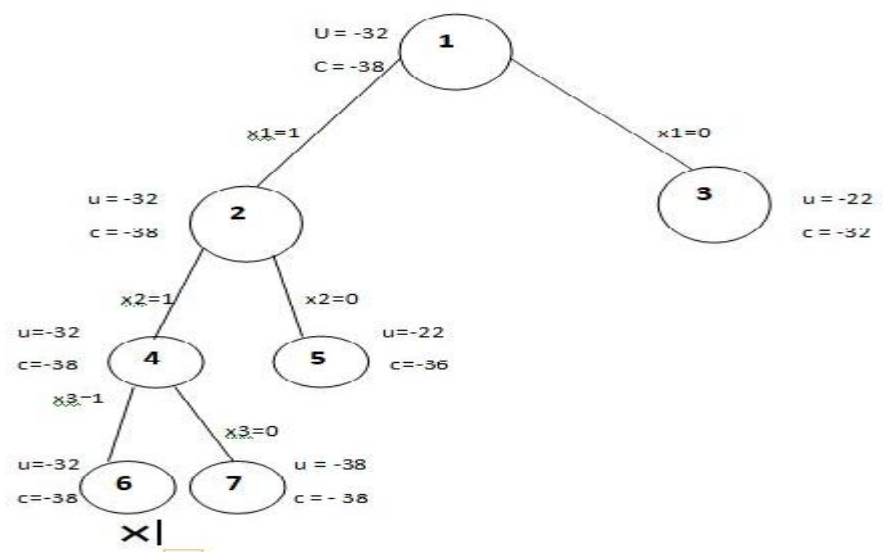 U = -32
1
C = -38
x1=1
x1=0
u = -32
c = -38
2
3
u = -22
c = -32
x2=1
x2=0
u=-32
c=-38
4
5
u=-22
c=-36
x3=1
x3=0
u=-32
c=-38
6
7
u = -38
c = - 38
x|